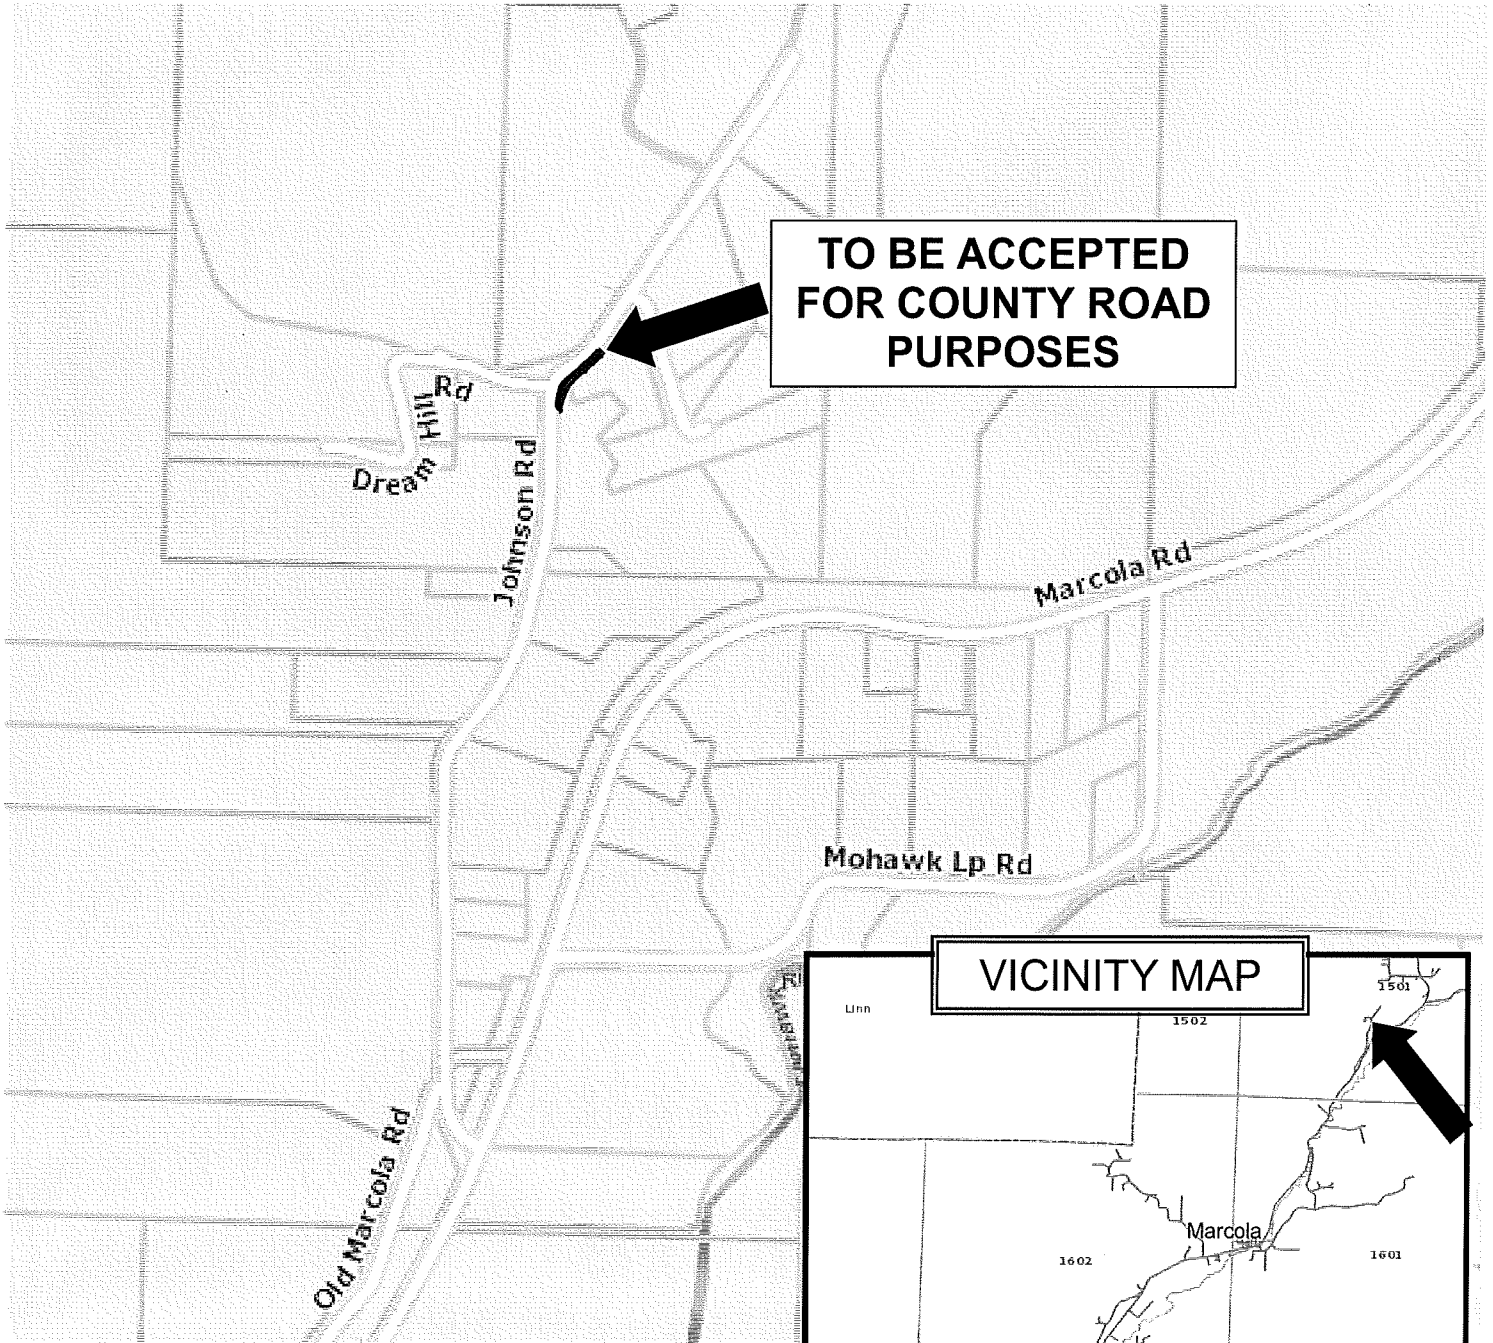 TO BE ACCEPTED
FOR COUNTY ROAD
PURPOSES
Dream Hill Rd
Johnson Rd
Marcola Rd
Mohawk Lp Rd
Old Marcola Rd
VICINITY MAP
Linn
1501
1502
Marcola
1602
1601